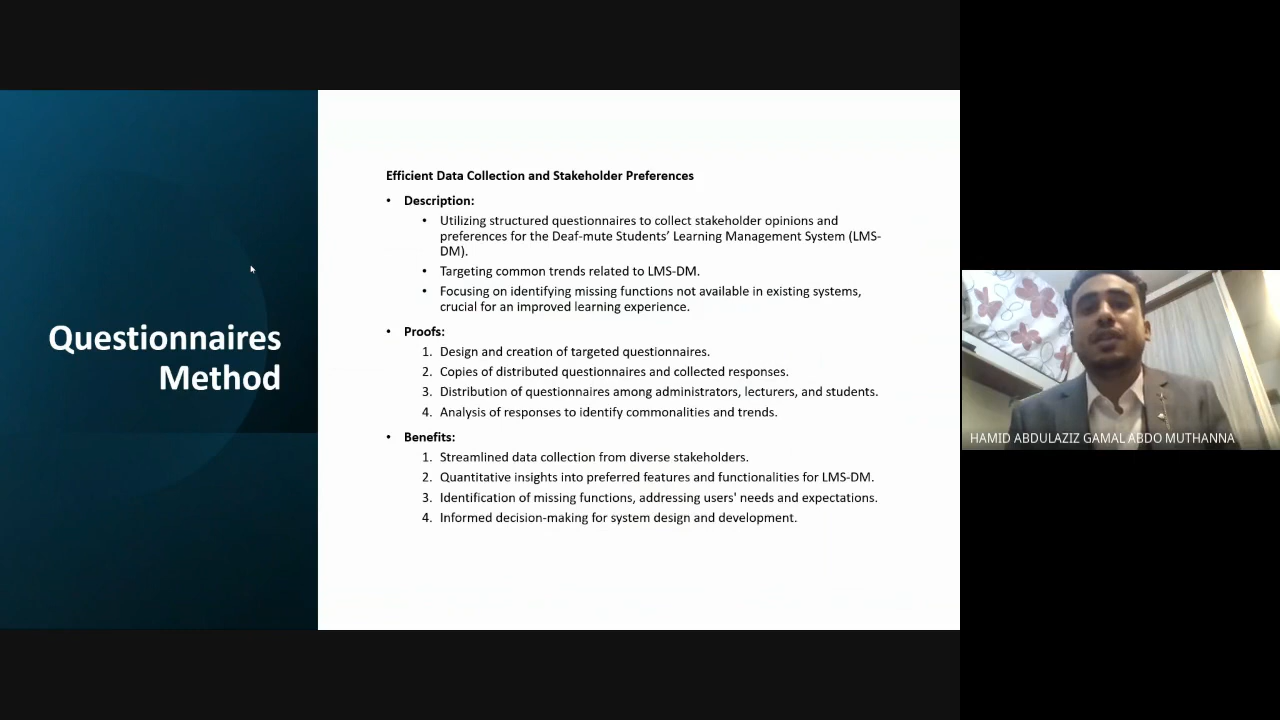 Questionnaires
Method
Efficient Data Collection and Stakeholder Preferences
• Description:
• Utilizing structured questionnaires to collect stakeholder opinions and
preferences for the Deaf-mute Students’ Learning Management System (LMS-
DM).
• Targeting common trends related to LMS-DM.
• Focusing on identifying missing functions not available in existing systems,
crucial for an improved learning experience.
• Proofs:
1. Design and creation of targeted questionnaires.
2. Copies of distributed questionnaires and collected responses.
3. Distribution of questionnaires among administrators, lecturers, and students.
4. Analysis of responses to identify commonalities and trends.
• Benefits:
1. Streamlined data collection from diverse stakeholders.
2. Quantitative insights into preferred features and functionalities for LMS-DM.
3. Identification of missing functions, addressing users' needs and expectations.
4. Informed decision-making for system design and development.
HAMID ABDULAZIZ GAMAL ABDO MUTHANNA